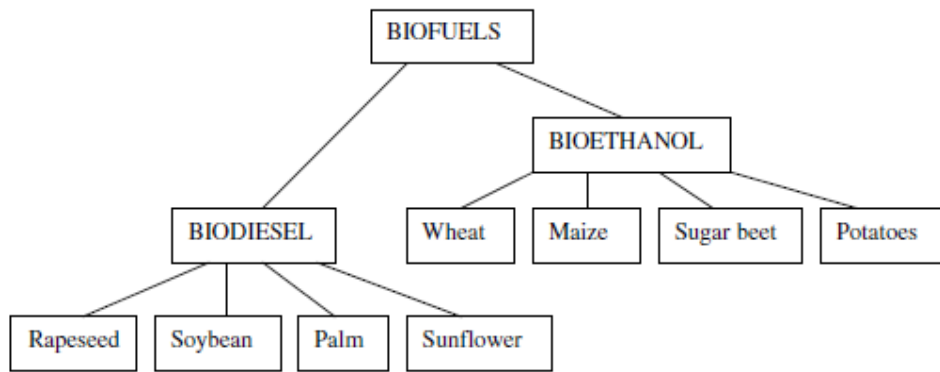 BIOFUELS
BIOETHANOL
Wheat
Maize
Sugar beet
Potatoes
BIODIESEL
Rapeseed
Soybean
Palm
Sunflower